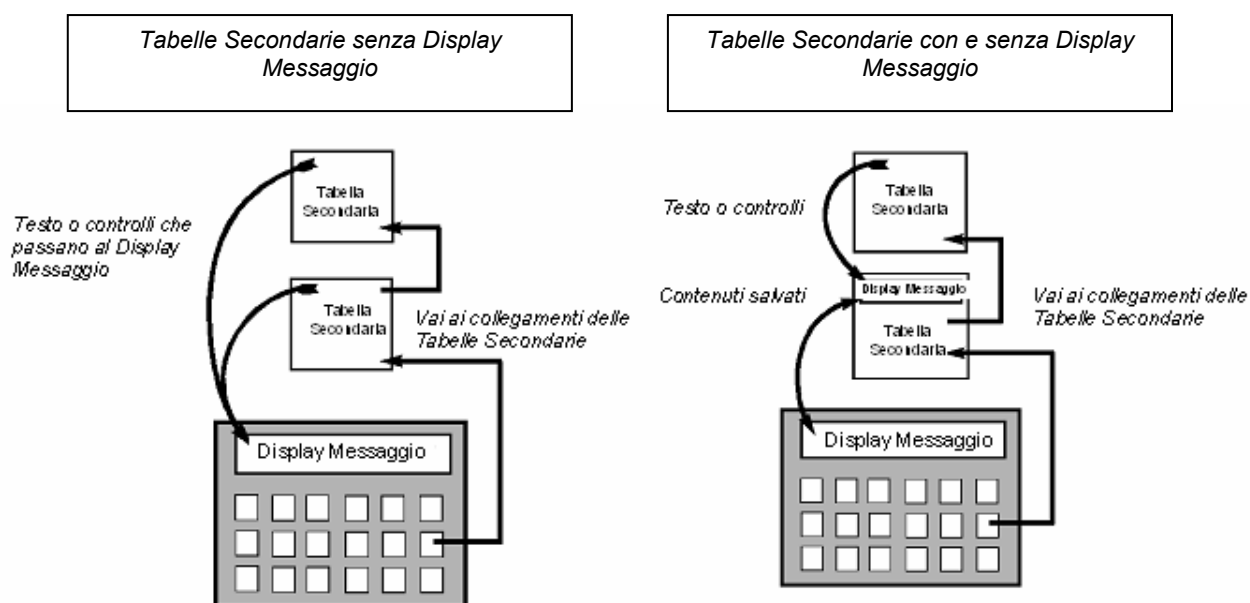 Tabelle Secondarie senza Display
Messaggio
Testo o controlli che
passano al Display
Messaggio
Tabella
Secondaria
Tabella
Secondaria
Vai ai collegamenti delle
Tabelle Secondarie
Display Messaggio
Tabelle Secondarie con e senza Display
Messaggio
Tabella
Secondaria
Testo o controlli
Contenuti salvati
Display Messaggio
Tabella
Secondaria
Vai ai collegamenti delle
Tabelle Secondarie
Display Messaggio